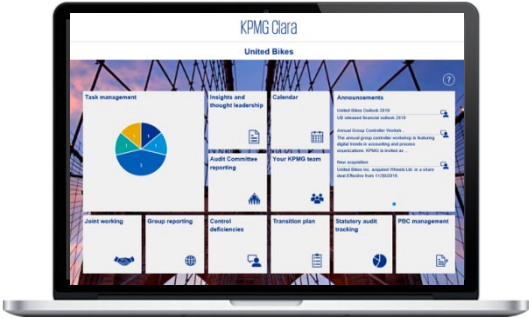 KPMG Clara
United Bikes
?
Task management
Insights and
thought leadership
Calendar
Announcements
United Bikes Outlook 2019
UB released financial outlook 2019
Annual Group Controller Worksh..
The annual group controller workshop is featuring
digital trends in accounting and process
KPMG is invited as ...
New acquisition
United Bikes Inc. acquired Wheels Ltd. in a share
deal Effective from 11/30/2018.
Audit Committee
reporting
Your KPMG team
Joint working
Group reporting
Control
deficiencies
Transition plan
Statutory audit
tracking
PBC management